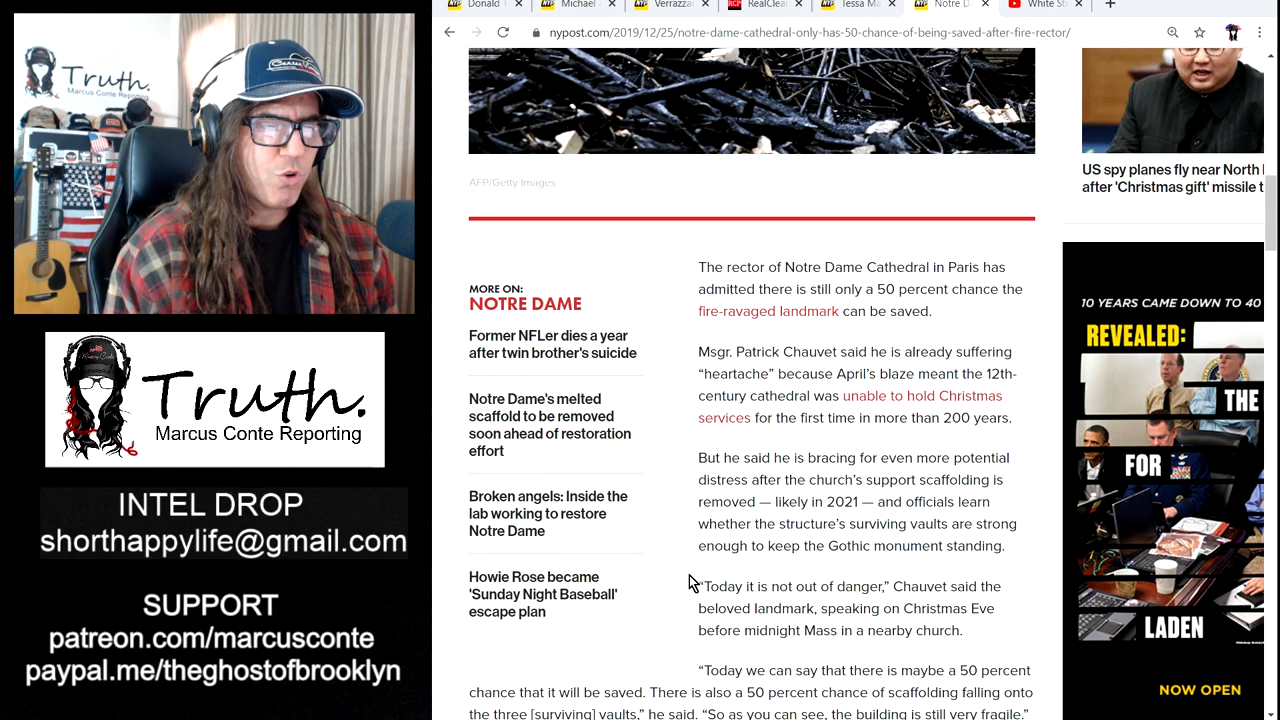 Truth.
Marcus Conte Reporting
Truth.
Marcus Conte Reporting
INTEL DROP
shorthappylife@gmail.com
SUPPORT
patreon.com/marcusconte
paypal.me/theghostofbrooklyn
Donald T
Michael
Verrazza
RealClea
Tessa Ma
Notre D
White S
nypost.com/2019/12/25/notre-dame-cathedral-only-has-50-chance-of-being-saved-after-fire-rector/
AFP/Getty Images
MORE ON:
NOTRE DAME
Former NFLer dies a year
after twin brother's suicide
Notre Dame's melted
scaffold to be removed
soon ahead of restoration
effort
Broken angels: Inside the
lab working to restore
Notre Dame
Howie Rose became
'Sunday Night Baseball'
escape plan
The rector of Notre Dame Cathedral in Paris has
admitted there is still only a 50 percent chance the
fire-ravaged landmark can be saved.
Msgr. Patrick Chauvet said he is already suffering
“heartache” because April’s blaze meant the 12th-
century cathedral was unable to hold Christmas
services for the first time in more than 200 years.
But he said he is bracing for even more potential
distress after the church’s support scaffolding is
removed — likely in 2021 — and officials learn
whether the structure’s surviving vaults are strong
enough to keep the Gothic monument standing.
“Today it is not out of danger,” Chauvet said the
beloved landmark, speaking on Christmas Eve
before midnight Mass in a nearby church.
“Today we can say that there is maybe a 50 percent
chance that it will be saved. There is also a 50 percent chance of scaffolding falling onto
the three [surviving] vaults,” he said. “So as you can see, the building is still very fragile.”
US spy planes fly near North
after 'Christmas gift' missile t
10 YEARS CAME DOWN TO 40
REVEALED:
THE
FOR
LADEN
NOW OPEN